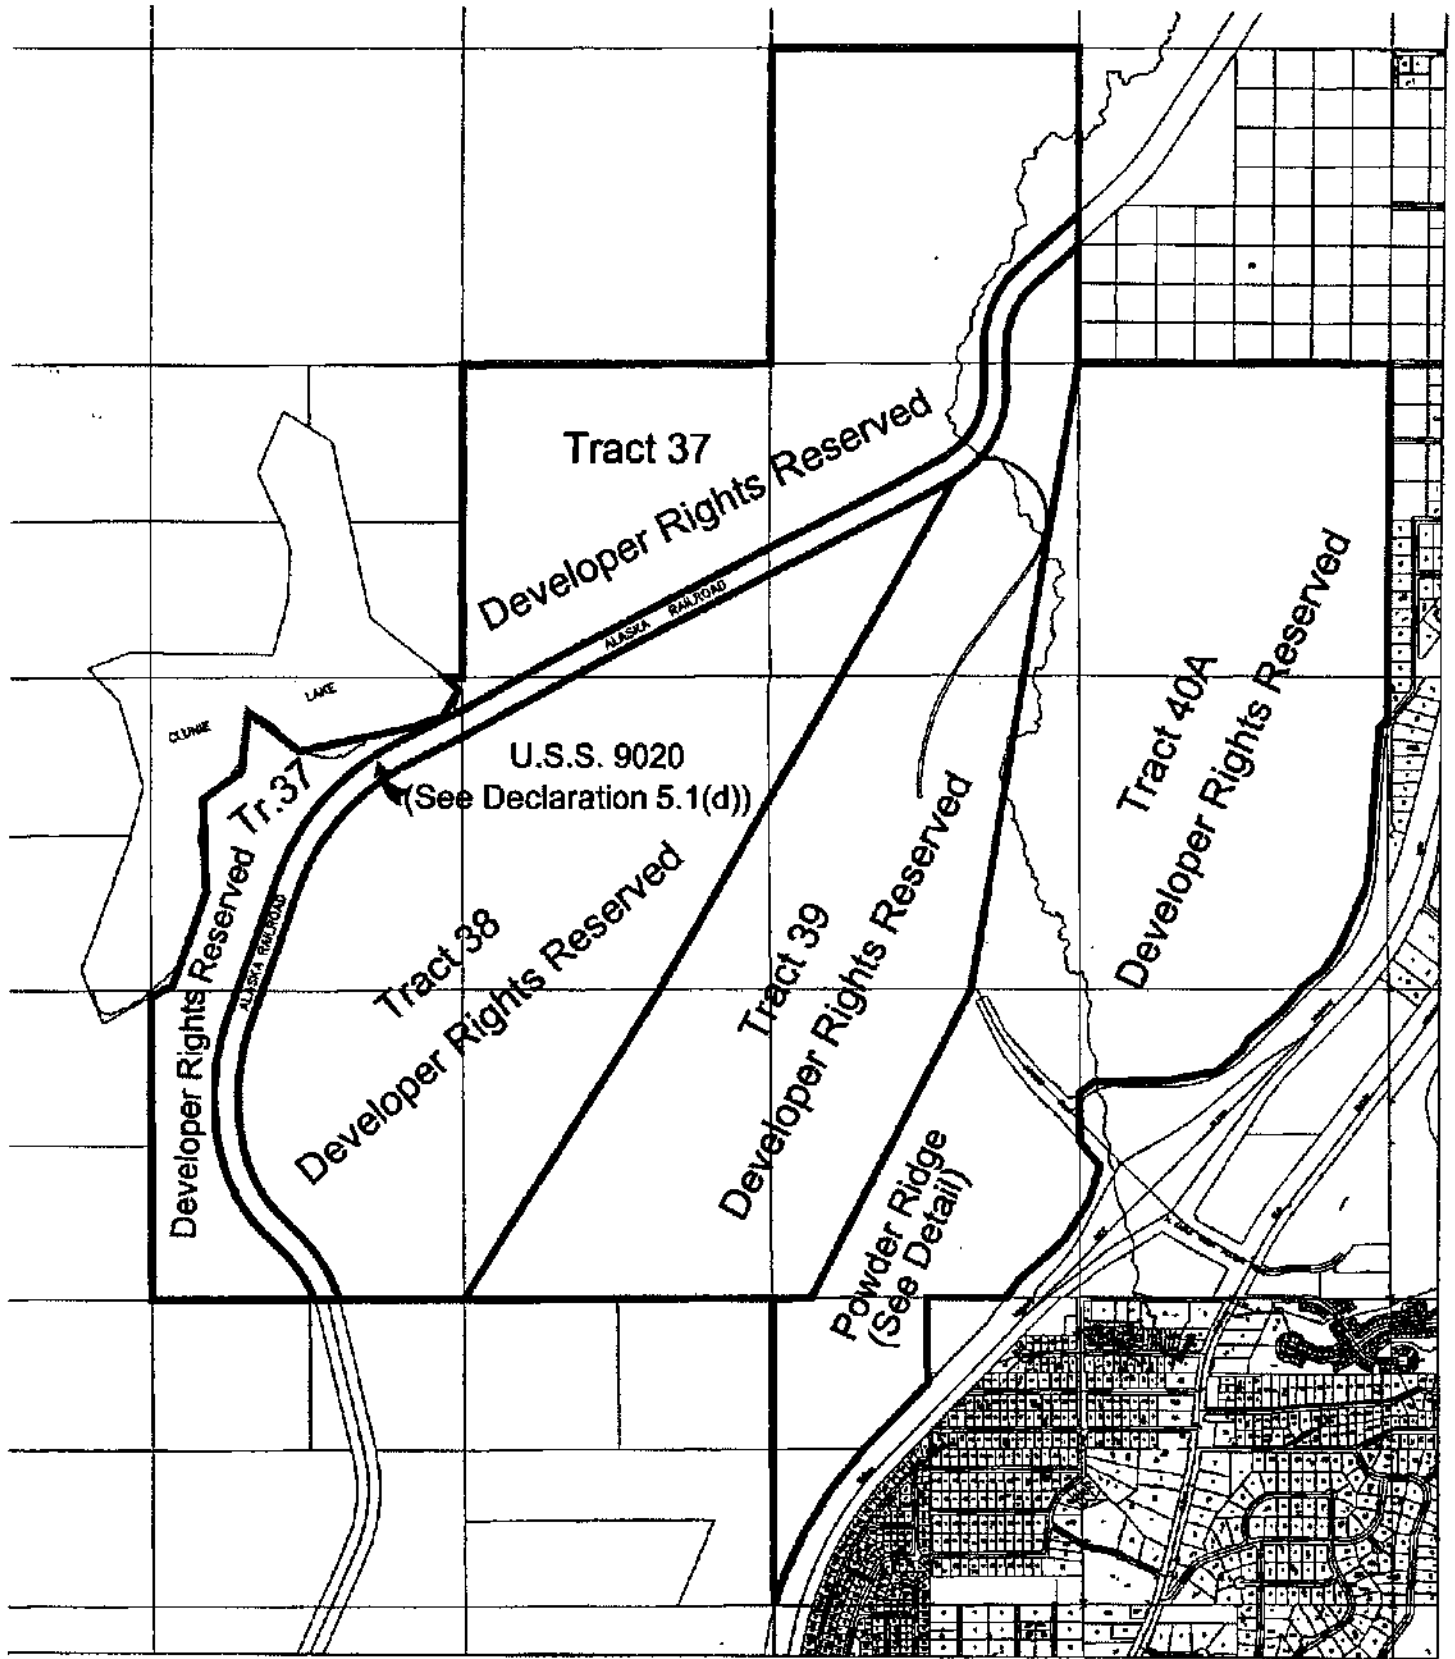 Tract 37
Developer Rights Reserved
ALASKA RAILROAD
LAKE
CLUNIE
U.S.S. 9020
(See Declaration 5.1(d))
Tr.37
Developer Rights Reserved
ALASKA RAILROAD
Tract 38
Developer Rights Reserved
Tract 39
Developer Rights Reserved
Tract 40A
Developer Rights Reserved
Powder Ridge
(See Detail)